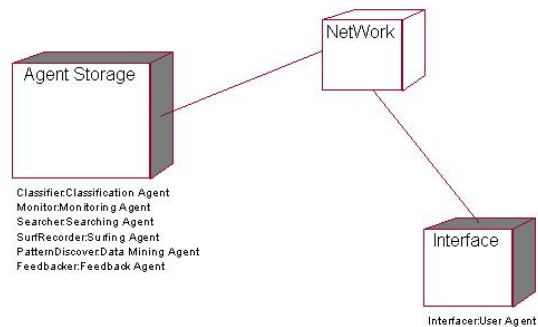 NetWork
Agent Storage
Classifier:Classification Agent
Monitor:Monitoring Agent
Searcher:Searching Agent
SurfRecorder:Surfing Agent
PatternDiscover:Data Mining Agent
Feedbacker:Feedback Agent
Interface
Interfacer:User Agent